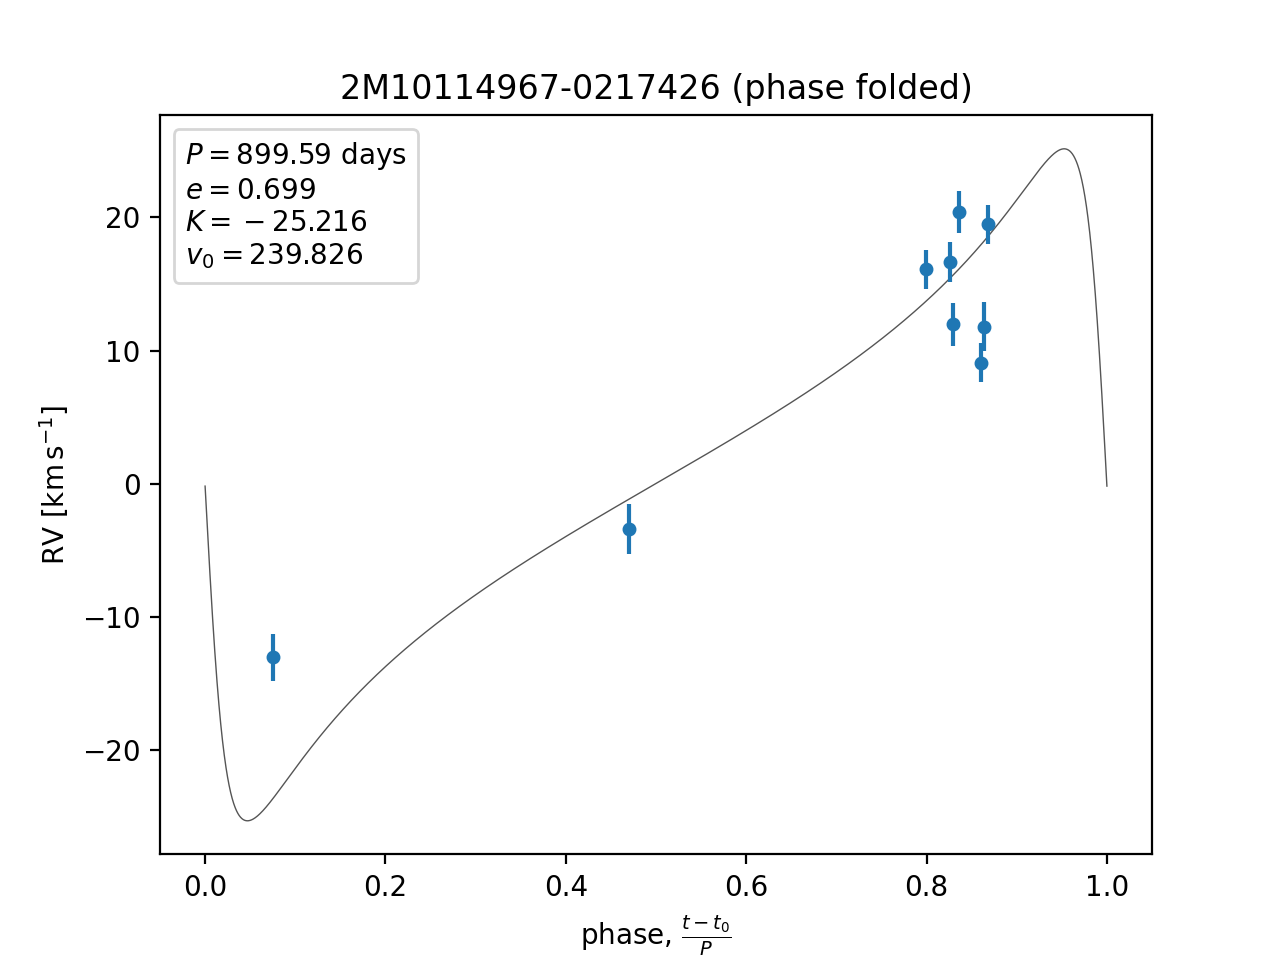 2M10114967-0217426 (phase folded)
P = 899.59 days
e = 0.699
K = −25.216
v₀ = 239.826
RV [km s⁻¹]
20
10
0
−10
−20
0.0 0.2 0.4 0.6 0.8 1.0
phase, (t − t₀)/P